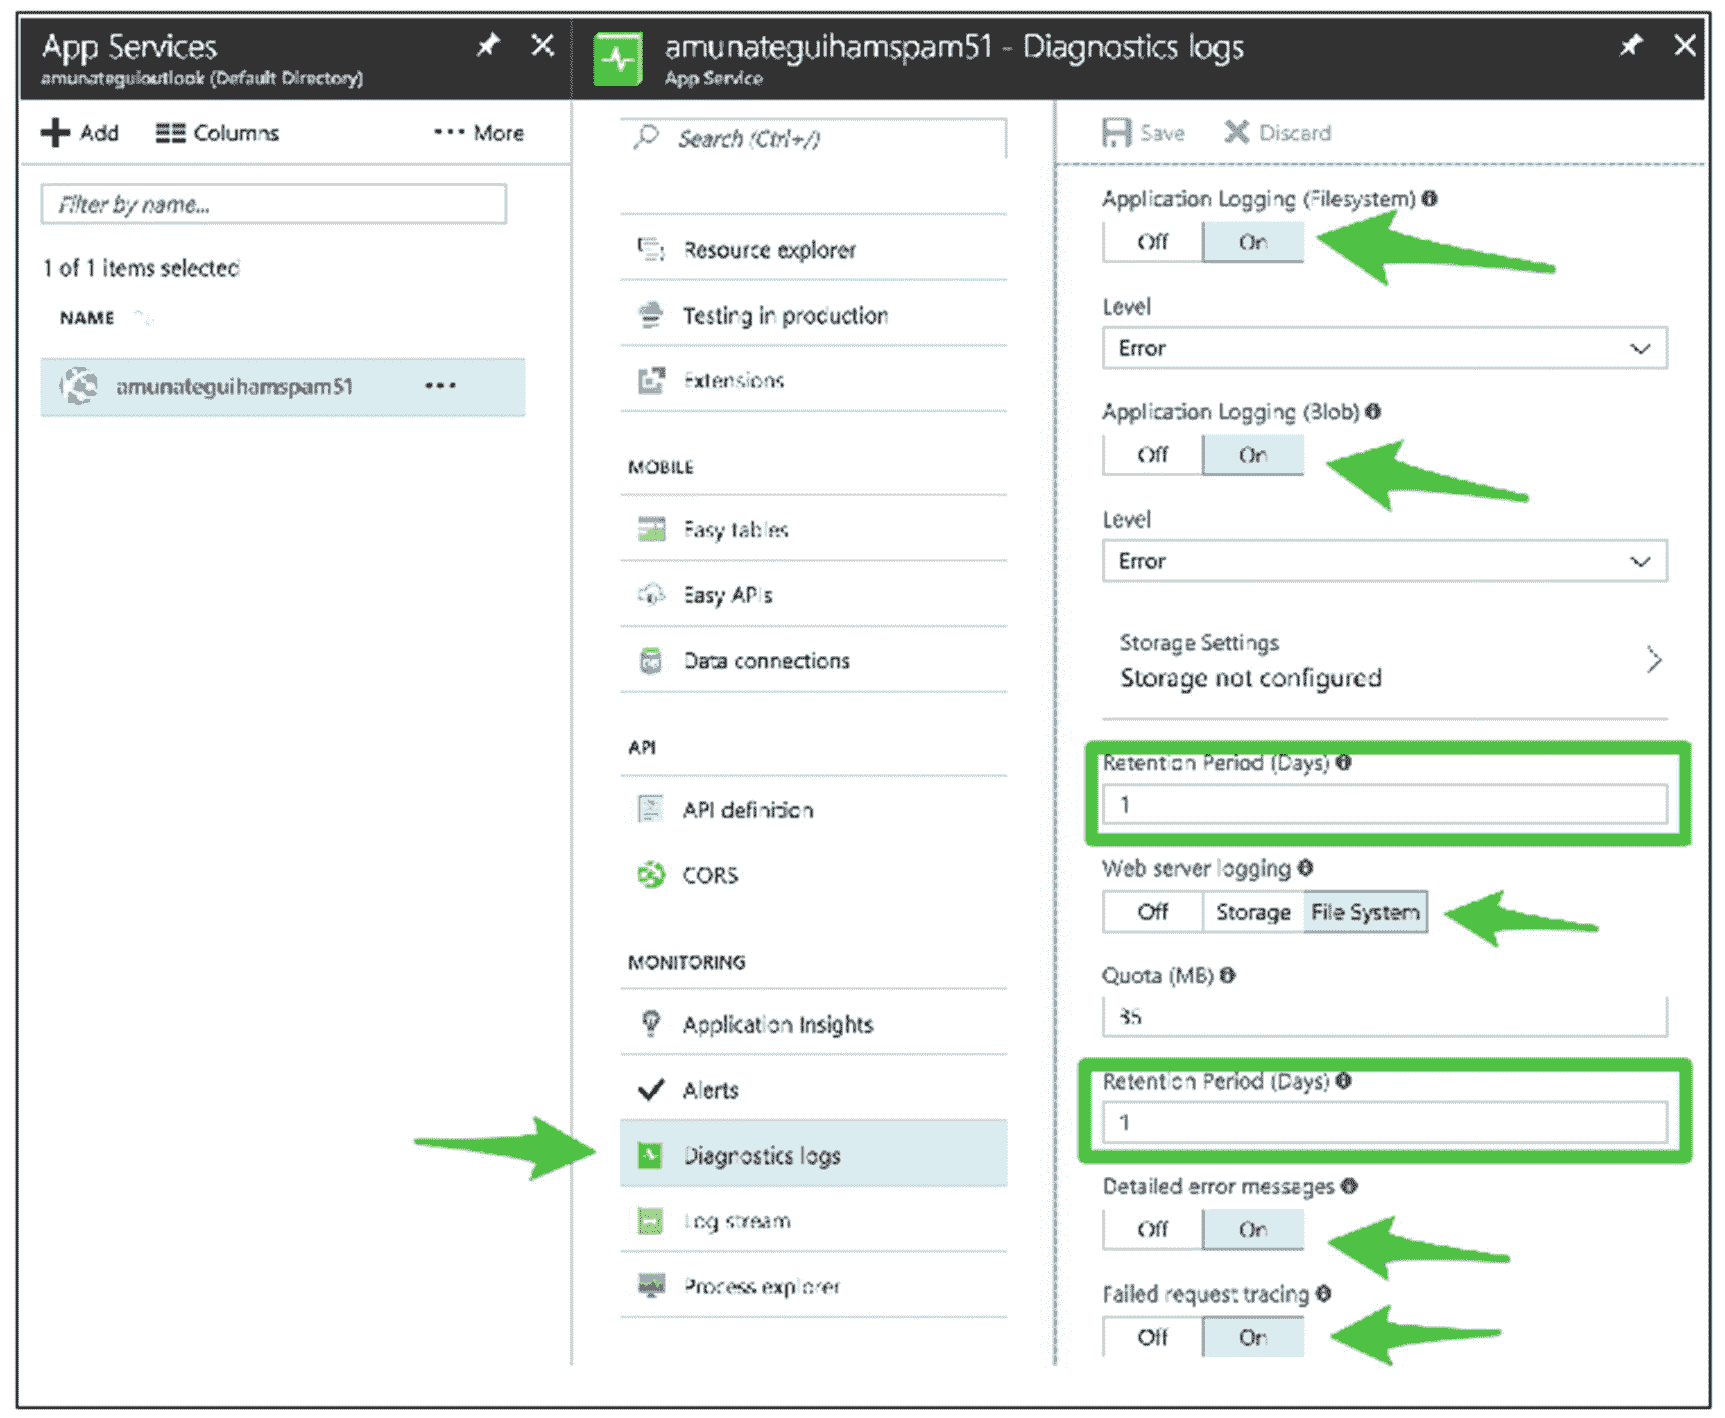 App Services
amunateguioutlook (Default Directory)
Add
Columns
More
Filter by name...
1 of 1 items selected
NAME
amunateguihamspam51
amunateguihamspam51 - Diagnostics logs
App Service
Search (Ctrl+/)
Resource explorer
Testing in production
Extensions
MOBILE
Easy tables
Easy APIs
Data connections
API
API definition
CORS
MONITORING
Application Insights
Alerts
Diagnostics logs
Log stream
Process explorer
Save
Discard
Application Logging (Filesystem)
Off
On
Level
Error
Application Logging (Blob)
Off
On
Level
Error
Storage Settings
Storage not configured
Retention Period (Days)
1
Web server logging
Off
Storage
File System
Quota (MB)
35
Retention Period (Days)
1
Detailed error messages
Off
On
Failed request tracing
Off
On